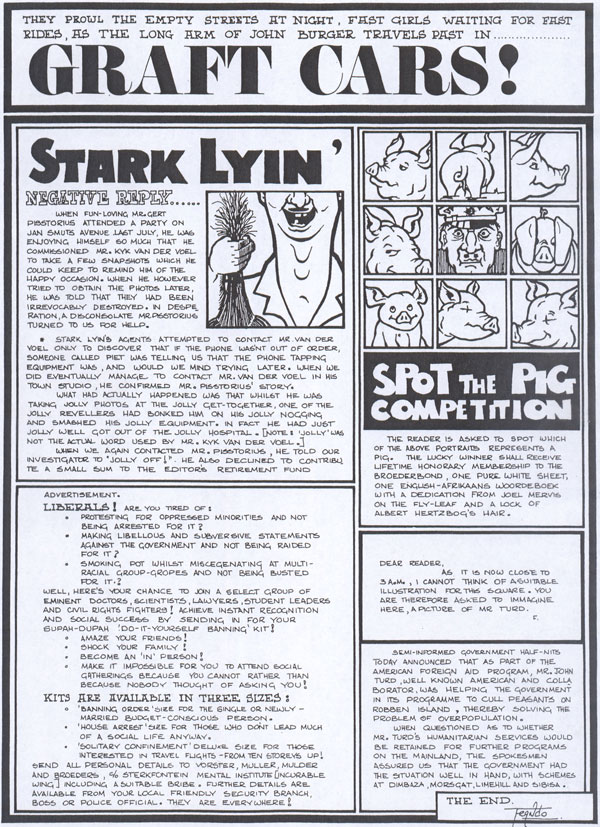 THEY PROWL THE EMPTY STREETS AT NIGHT, FAST GIRLS WAITING FOR FAST
RIDES, AS THE LONG ARM OF JOHN BURGER TRAVELS PAST IN....................
GRAFT CARS!
STARK LYIN'
NEGATIVE REPLY......
WHEN FUN-LOVING MR. GERT
PISSTORIUS ATTENDED A PARTY ON
JAN SMUTS AVENUE LAST JULY, HE WAS
ENJOYING HIMSELF SO MUCH THAT HE
COMMISSIONED MR. KYK VAN DER VOEL
TO TAKE A FEW SNAPSHOTS WHICH HE
COULD KEEP TO REMIND HIM OF THE
HAPPY OCCASION. WHEN HE HOWEVER
TRIED TO OBTAIN THE PHOTOS LATER,
HE WAS TOLD THAT THEY HAD BEEN
IRREVOCABLY DESTROYED. IN DESPE
RATION, A DISCONSOLATE MR. PISSTORIUS
TURNED TO US FOR HELP.
* STARK LYIN'S AGENTS ATTEMPTED TO CONTACT MR. VAN DER
VOEL ONLY TO DISCOVER THAT IF THE PHONE WASN'T OUT OF ORDER,
SOMEONE CALLED PIET WAS TELLING US THAT THE PHONE TAPPING
EQUIPMENT WAS, AND WOULD WE MIND TRYING LATER. WHEN WE
DID EVENTUALLY MANAGE TO CONTACT MR. VAN DER VOEL IN HIS
TOWN STUDIO, HE CONFIRMED MR. PISSTORIUS' STORY.
WHAT HAD ACTUALLY HAPPENED WAS THAT WHILST HE WAS
TAKING JOLLY PHOTOS AT THE JOLLY GET-TOGETHER, ONE OF THE
JOLLY REVELLERS HAD BONKED HIM ON HIS JOLLY NOGGING
AND SMASHED HIS JOLLY EQUIPMENT. IN FACT HE HAD JUST
JOLLY WELL GOT OUT OF THE JOLLY HOSPITAL. [NOTE: 'JOLLY' WAS
NOT THE ACTUAL WORD USED BY MR. KYK VAN DER VOEL.]
WHEN WE AGAIN CONTACTED MR. PISSTORIUS, HE TOLD OUR
INVESTIGATOR TO "JOLLY OFF!". HE ALSO DECLINED TO CONTRIBU
TE A SMALL SUM TO THE EDITOR'S RETIREMENT FUND
SPOT THE PIG
COMPETITION
THE READER IS ASKED TO SPOT WHICH
OF THE ABOVE PORTRAITS REPRESENTS A
PIG. THE LUCKY WINNER SHALL RECEIVE
LIFETIME HONORARY MEMBERSHIP TO THE
BROEDERBOND, ONE PURE WHITE SHEET,
ONE ENGLISH-AFRIKAANS WOORDEBOEK
WITH A DEDICATION FROM JOEL MERVIS
ON THE FLY-LEAF AND A LOCK OF
ALBERT HERTZBOG'S HAIR.
ADVERTISEMENT.
LIBERALS! ARE YOU TIRED OF:
• PROTESTING FOR OPPRESSED MINORITIES AND NOT
BEING ARRESTED FOR IT?
• MAKING LIBELLOUS AND SUBVERSIVE STATEMENTS
AGAINST THE GOVERNMENT AND NOT BEING RAIDED
FOR IT?
• SMOKING POT WHILST MISCEGENATING AT MULTI-
RACIAL GROUP-GROPES AND NOT BEING BUSTED
FOR IT?
WELL, HERE'S YOUR CHANCE TO JOIN A SELECT GROUP OF
EMINENT DOCTORS, SCIENTISTS, LAWYERS, STUDENT LEADERS
AND CIVIL RIGHTS FIGHTERS! ACHIEVE INSTANT RECOGNITION
AND SOCIAL SUCCESS BY SENDING IN FOR YOUR
SUPAH-DUPAH 'DO-IT-YOURSELF BANNING' KIT!
• AMAZE YOUR FRIENDS!
• SHOCK YOUR FAMILY!
• BECOME AN 'IN' PERSON!
• MAKE IT IMPOSSIBLE FOR YOU TO ATTEND SOCIAL
GATHERINGS BECAUSE YOU CANNOT RATHER THAN
BECAUSE NOBODY THOUGHT OF ASKING YOU!
KITS ARE AVAILABLE IN THREE SIZES:
• 'BANNING ORDER' SIZE FOR THE SINGLE OR NEWLY-
MARRIED BUDGET-CONSCIOUS PERSON.
• 'HOUSE ARREST' SIZE FOR THOSE WHO DON'T LEAD MUCH
OF A SOCIAL LIFE ANYWAY.
• 'SOLITARY CONFINEMENT' DELUXE SIZE FOR THOSE
INTERESTED IN TRAVEL FLIGHTS - FROM TEN STOREYS UP!
SEND ALL PERSONAL DETAILS TO VORSTER, MULLER, MULDER
AND BROEDERS, c/o STERKFONTEIN MENTAL INSTITUTE [INCURABLE
WING] INCLUDING A SUITABLE BRIBE. FURTHER DETAILS ARE
AVAILABLE FROM YOUR LOCAL FRIENDLY SECURITY BRANCH,
BOSS OR POLICE OFFICIAL. THEY ARE EVERYWHERE!
DEAR READER,
AS IT IS NOW CLOSE TO
3 A.M., I CANNOT THINK OF A SUITABLE
ILLUSTRATION FOR THIS SQUARE. YOU
ARE THEREFORE ASKED TO IMMAGINE
HERE, A PICTURE OF MR TURD.
F.
SEMI-INFORMED GOVERNMENT HALF-NITS
TODAY ANNOUNCED THAT AS PART OF THE
AMERICAN FOREIGN AID PROGRAM, MR. JOHN
TURD, WELL KNOWN AMERICAN AND COLLA
BORATOR, WAS HELPING THE GOVERNMENT
IN ITS PROGRAMME TO CULL PEASANTS ON
ROBBEN ISLAND, THEREBY SOLVING THE
PROBLEM OF OVERPOPULATION.
WHEN QUESTIONED AS TO WHETHER
MR. TURD'S HUMANITARIAN SERVICES WOULD
BE RETAINED FOR FURTHER PROGRAMS
ON THE MAINLAND, THE SPOKESMEN
ASSURED US THAT THE GOVERNMENT HAD
THE SITUATION WELL IN HAND, WITH SCHEMES
AT DIMBAZA, MORSGAT, LIMEHILL AND SIBISA.
THE END.